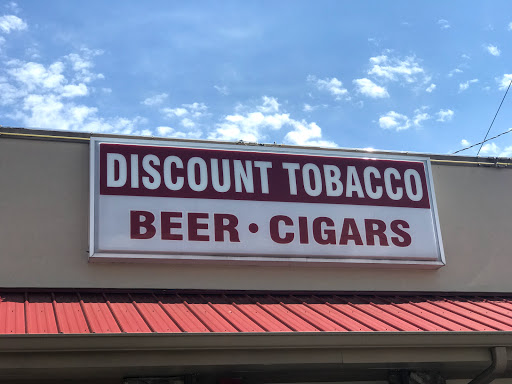 DISCOUNT TOBACCO
BEER • CIGARS